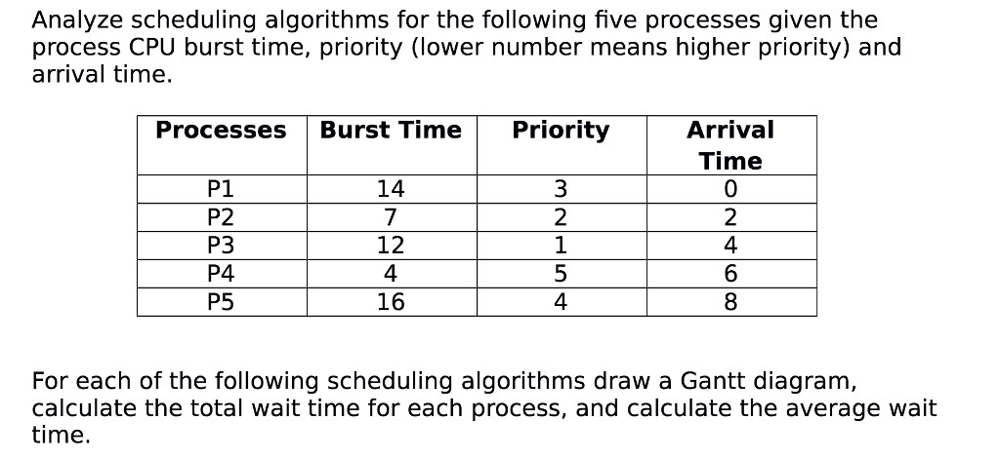 Analyze scheduling algorithms for the following five processes given the
process CPU burst time, priority (lower number means higher priority) and
arrival time.
Processes Burst Time Priority Arrival
Time
P1 14 3 0
P2 7 2 2
P3 12 1 4
P4 4 5 6
P5 16 4 8
For each of the following scheduling algorithms draw a Gantt diagram,
calculate the total wait time for each process, and calculate the average wait
time.